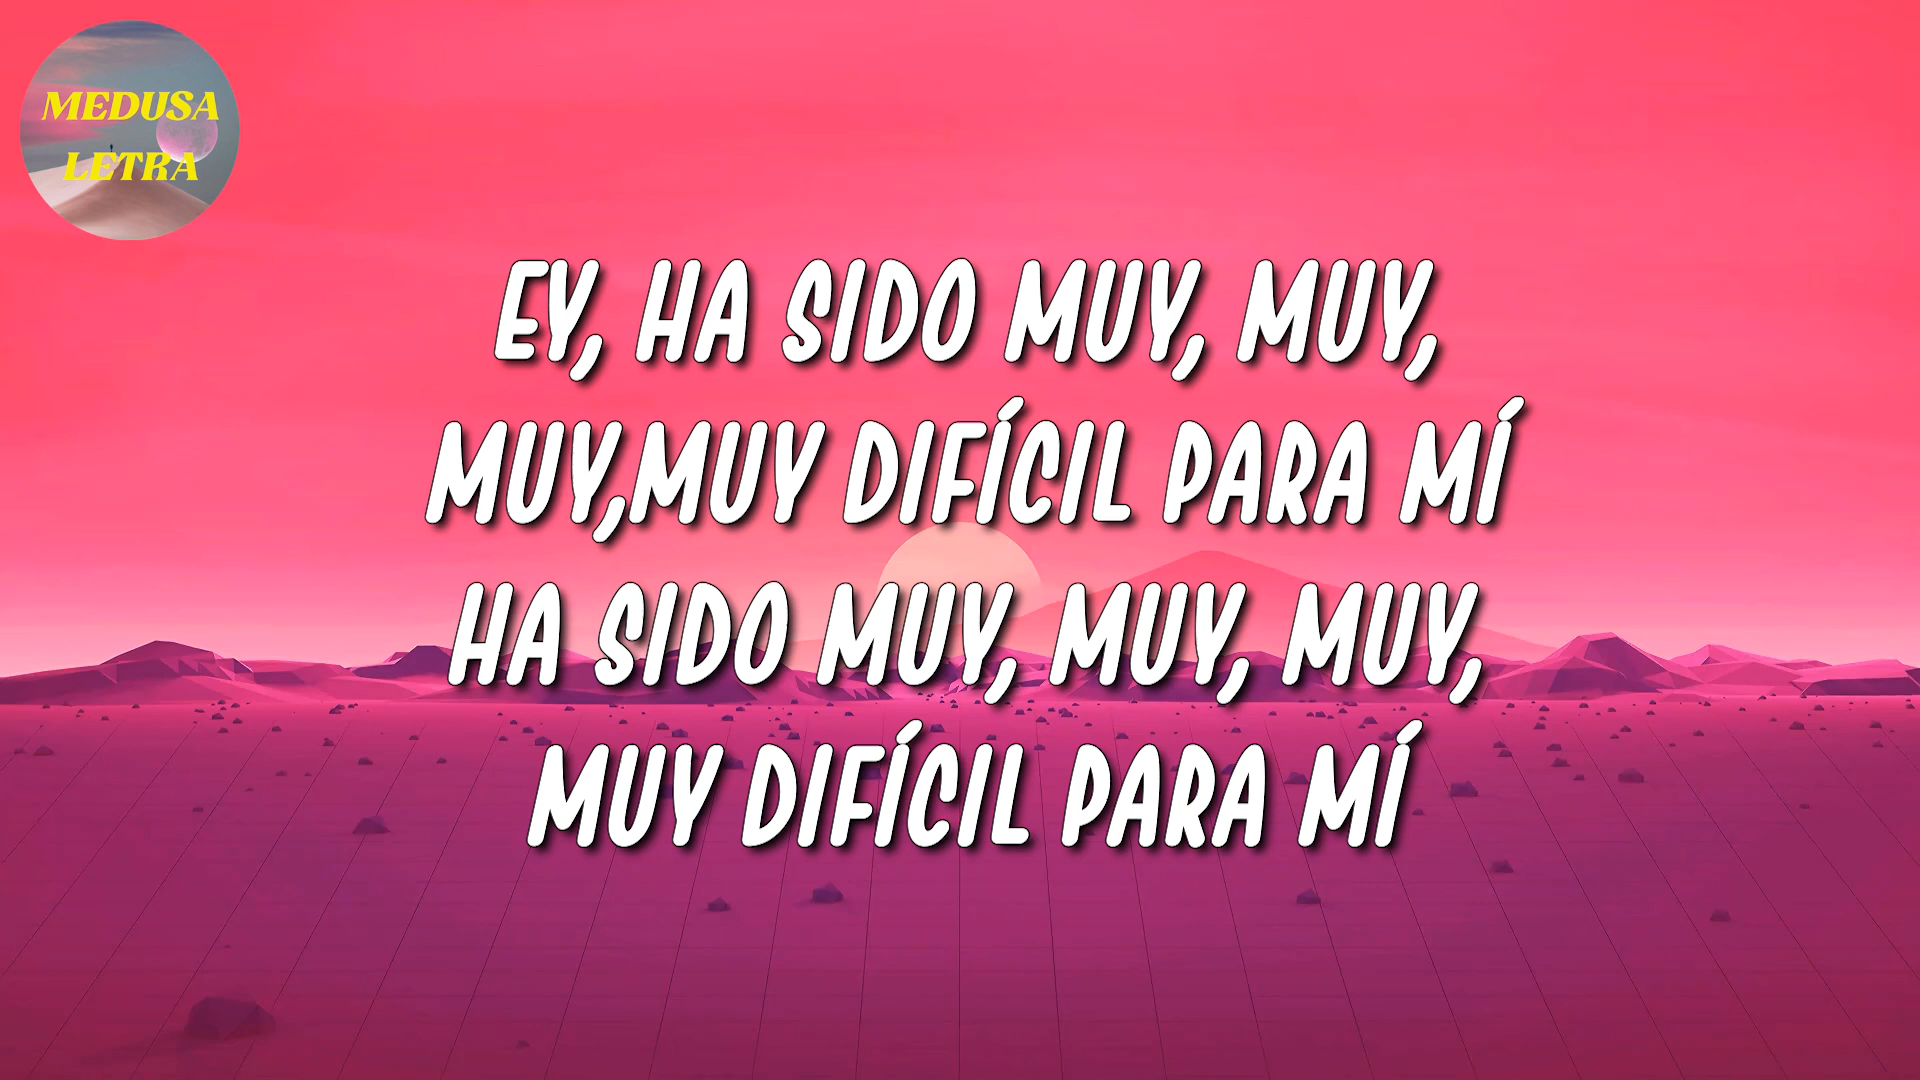 MEDUSA
LETRA
EY, HA SIDO MUY, MUY,
MUY,MUY DIFÍCIL PARA MÍ
HA SIDO MUY, MUY, MUY,
MUY DIFÍCIL PARA MÍ